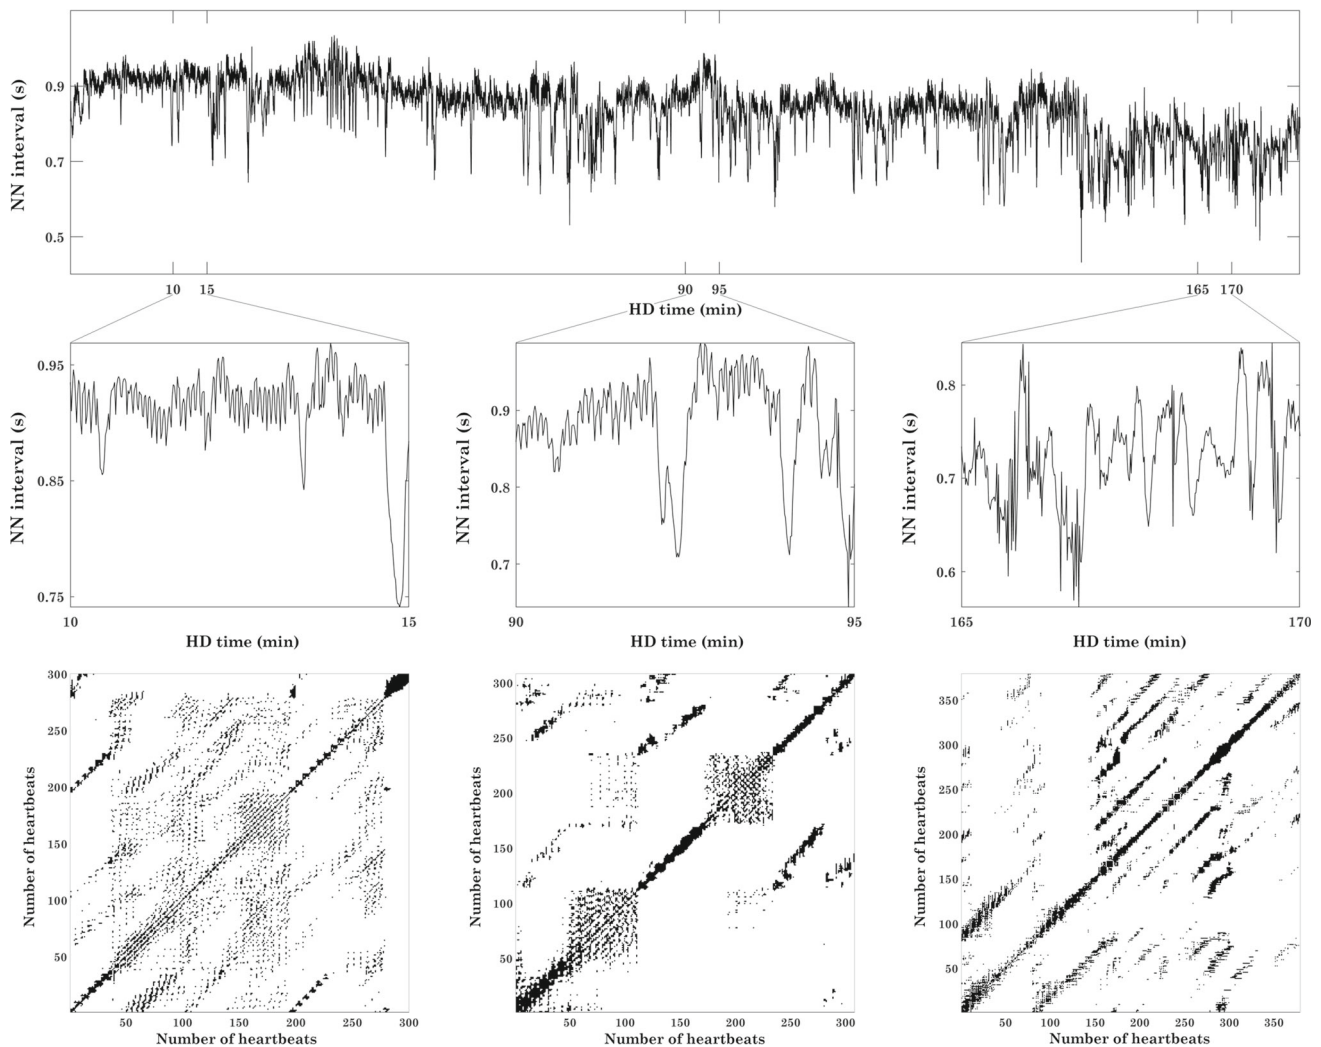 NN interval (s)
0.9
0.7
0.5
10 15 90 95 165 170
HD time (min)
NN interval (s)
0.95
0.85
0.75
10 15
HD time (min)
NN interval (s)
0.9
0.8
0.7
90 95
HD time (min)
NN interval (s)
0.8
0.7
0.6
165 170
HD time (min)
Number of heartbeats
300
250
200
150
100
50
50 100 150 200 250 300
Number of heartbeats
Number of heartbeats
300
250
200
150
100
50
50 100 150 200 250 300
Number of heartbeats
Number of heartbeats
350
300
250
200
150
100
50
50 100 150 200 250 300 350
Number of heartbeats